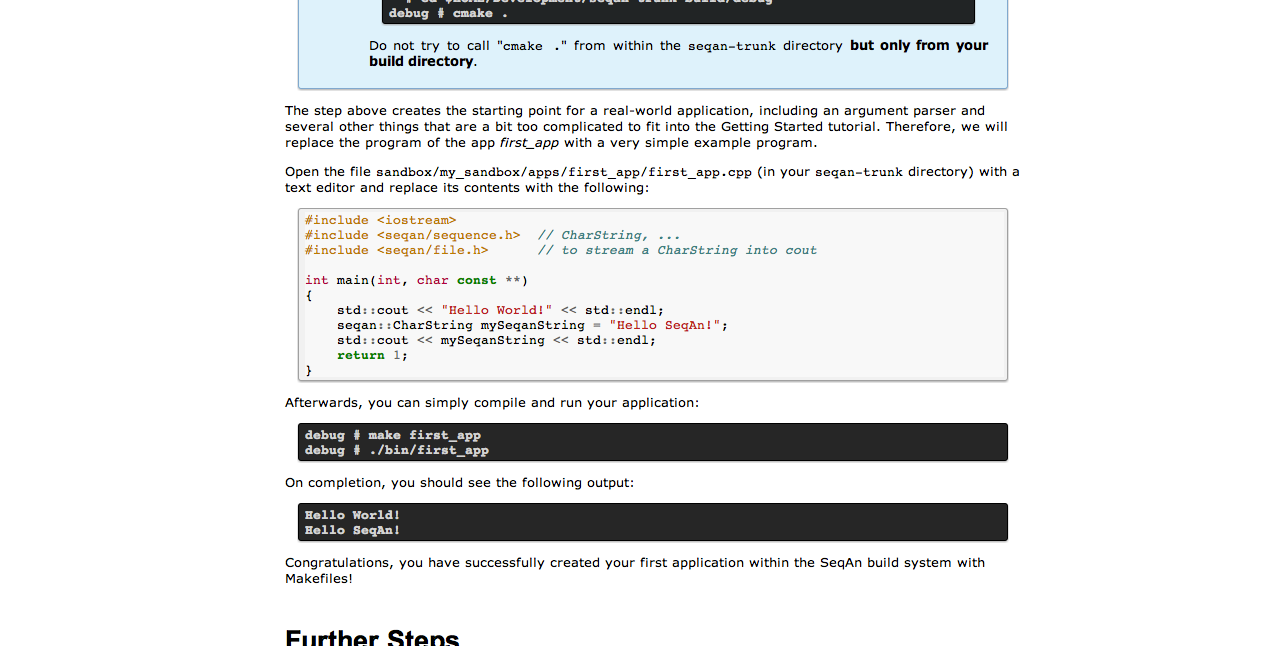 debug # cmake .
Do not try to call "cmake ." from within the seqan-trunk directory but only from your
build directory.
The step above creates the starting point for a real-world application, including an argument parser and
several other things that are a bit too complicated to fit into the Getting Started tutorial. Therefore, we will
replace the program of the app first_app with a very simple example program.
Open the file sandbox/my_sandbox/apps/first_app/first_app.cpp (in your seqan-trunk directory) with a
text editor and replace its contents with the following:
#include <iostream>
#include <seqan/sequence.h>  // CharString, ...
#include <seqan/file.h>      // to stream a CharString into cout
int main(int, char const **)
{
    std::cout << "Hello World!" << std::endl;
    seqan::CharString mySeqanString = "Hello SeqAn!";
    std::cout << mySeqanString << std::endl;
    return 1;
}
Afterwards, you can simply compile and run your application:
debug # make first_app
debug # ./bin/first_app
On completion, you should see the following output:
Hello World!
Hello SeqAn!
Congratulations, you have successfully created your first application within the SeqAn build system with
Makefiles!
Further Steps